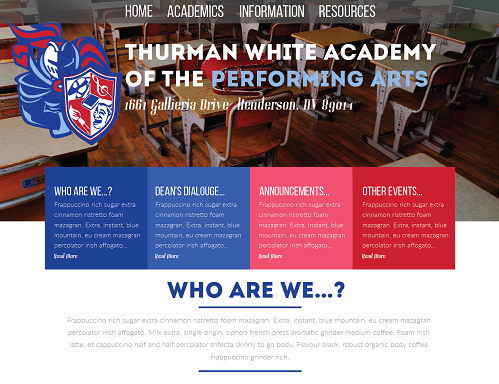 HOME ACADEMICS INFORMATION RESOURCES
THURMAN WHITE ACADEMY
OF THE PERFORMING ARTS
1661 Gallieria Drive Henderson, NV 89014
WHO ARE WE...?
Frappuccino rich sugar extra
cinnamon ristretto foam
mazagran. Extra, instant, blue
mountain, eu cream mazagran
percolator irish affogato...
Read More
DEAN'S DIALOUGE...
Frappuccino rich sugar extra
cinnamon ristretto foam
mazagran. Extra, instant, blue
mountain, eu cream mazagran
percolator irish affogato...
Read More
ANNOUNCEMENTS...
Frappuccino rich sugar extra
cinnamon ristretto foam
mazagran. Extra, instant, blue
mountain, eu cream mazagran
percolator irish affogato...
Read More
OTHER EVENTS...
Frappuccino rich sugar extra
cinnamon ristretto foam
mazagran. Extra, instant, blue
mountain, eu cream mazagran
percolator irish affogato...
Read More
WHO ARE WE...?
Frappuccino rich sugar extra cinnamon ristretto foam mazagran. Extra, instant, blue mountain, eu cream mazagran
percolator irish affogato. Milk extra, single origin, siphon french press aromatic grinder medium coffee. Foam irish
latte, et cappuccino half and half percolator trifecta skinny to go body. Flavour black, robust organic body coffee
frappuccino grinder rich.